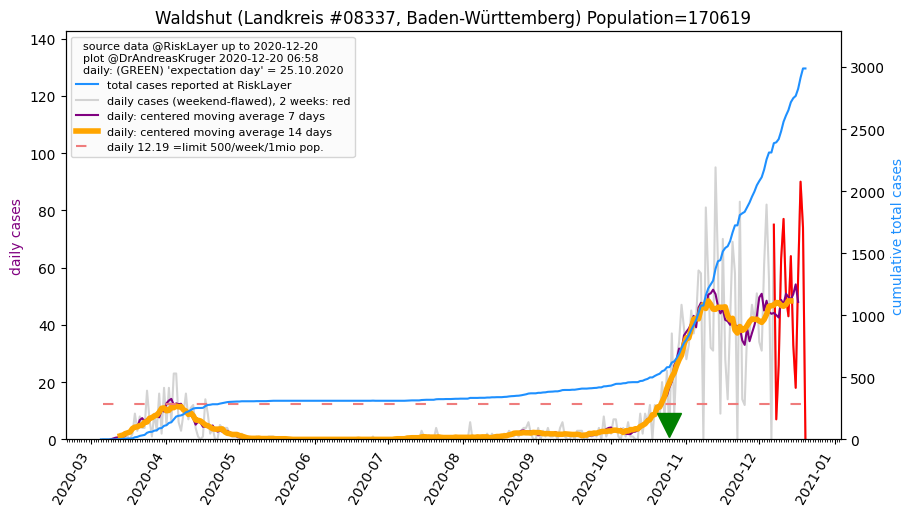 Waldshut (Landkreis #08337, Baden-Württemberg) Population=170619
source data @RiskLayer up to 2020-12-20
plot @DrAndreasKruger 2020-12-20 06:58
daily: (GREEN) 'expectation day' = 25.10.2020
total cases reported at RiskLayer
daily cases (weekend-flawed), 2 weeks: red
daily: centered moving average 7 days
daily: centered moving average 14 days
daily 12.19 =limit 500/week/1mio pop.
daily cases
140
120
100
80
60
40
20
0
cumulative total cases
3000
2500
2000
1500
1000
500
0
2020-03
2020-04
2020-05
2020-06
2020-07
2020-08
2020-09
2020-10
2020-11
2020-12
2021-01